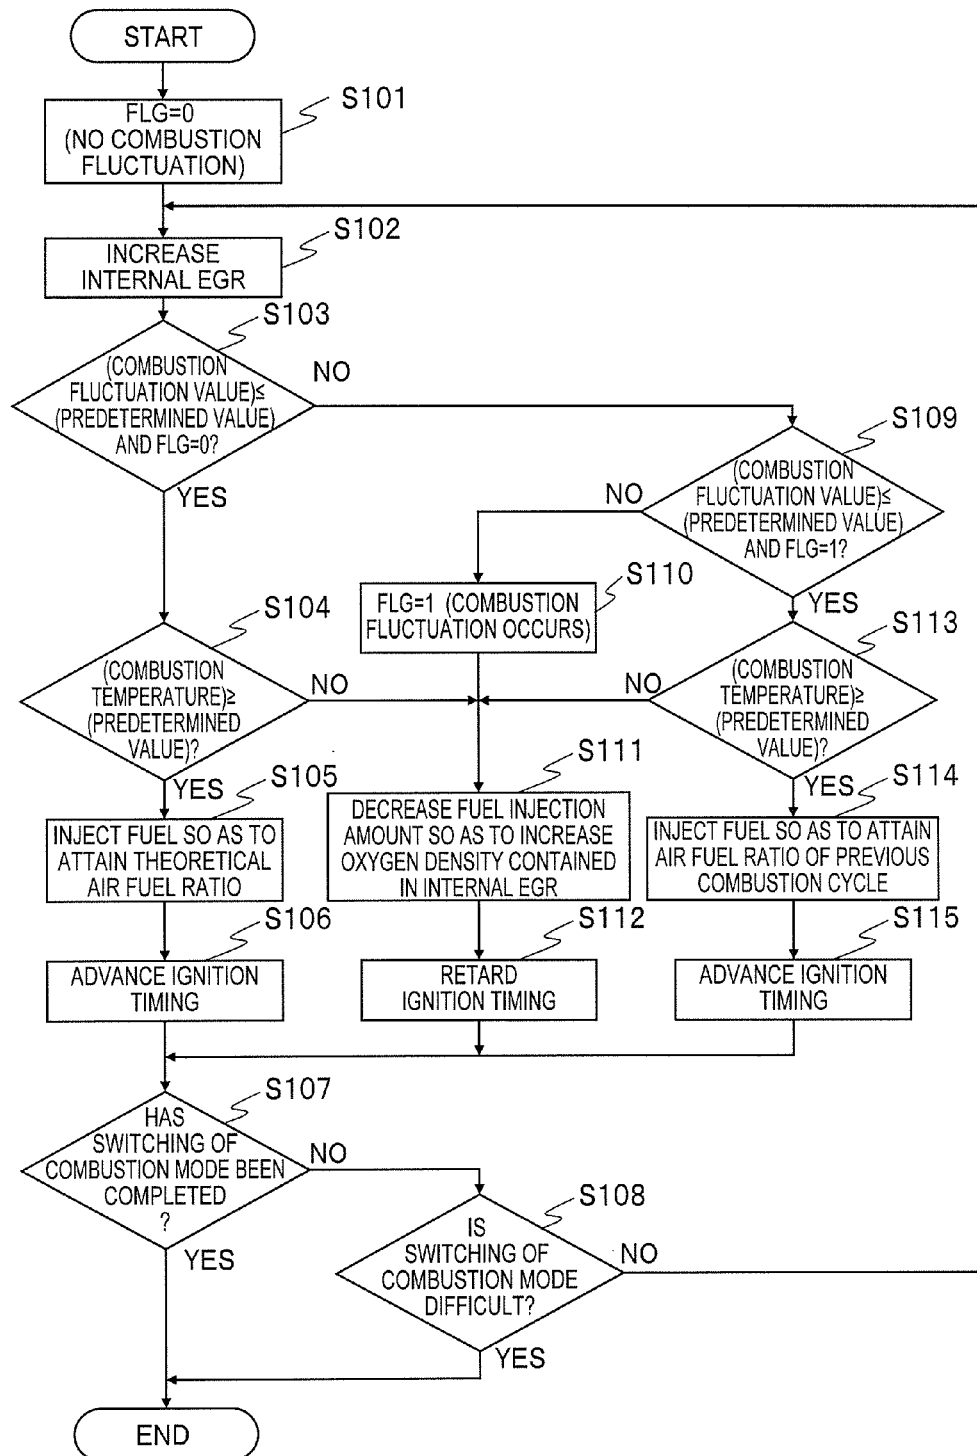 START
S101
FLG=0
(NO COMBUSTION
FLUCTUATION)
S102
INCREASE
INTERNAL EGR
S103
(COMBUSTION
FLUCTUATION VALUE)≤
(PREDETERMINED VALUE)
AND FLG=0?
NO
YES
S109
(COMBUSTION
FLUCTUATION VALUE)≤
(PREDETERMINED VALUE)
AND FLG=1?
NO
YES
S110
FLG=1 (COMBUSTION
FLUCTUATION OCCURS)
S104
(COMBUSTION
TEMPERATURE)≥
(PREDETERMINED
VALUE)?
NO
YES
S113
(COMBUSTION
TEMPERATURE)≥
(PREDETERMINED
VALUE)?
NO
YES
S105
INJECT FUEL SO AS TO
ATTAIN THEORETICAL
AIR FUEL RATIO
S111
DECREASE FUEL INJECTION
AMOUNT SO AS TO INCREASE
OXYGEN DENSITY CONTAINED
IN INTERNAL EGR
S114
INJECT FUEL SO AS TO ATTAIN
AIR FUEL RATIO OF PREVIOUS
COMBUSTION CYCLE
S106
ADVANCE IGNITION
TIMING
S112
RETARD
IGNITION TIMING
S115
ADVANCE IGNITION
TIMING
S107
HAS
SWITCHING OF
COMBUSTION MODE BEEN
COMPLETED
?
NO
YES
S108
IS
SWITCHING OF
COMBUSTION MODE
DIFFICULT?
NO
YES
END